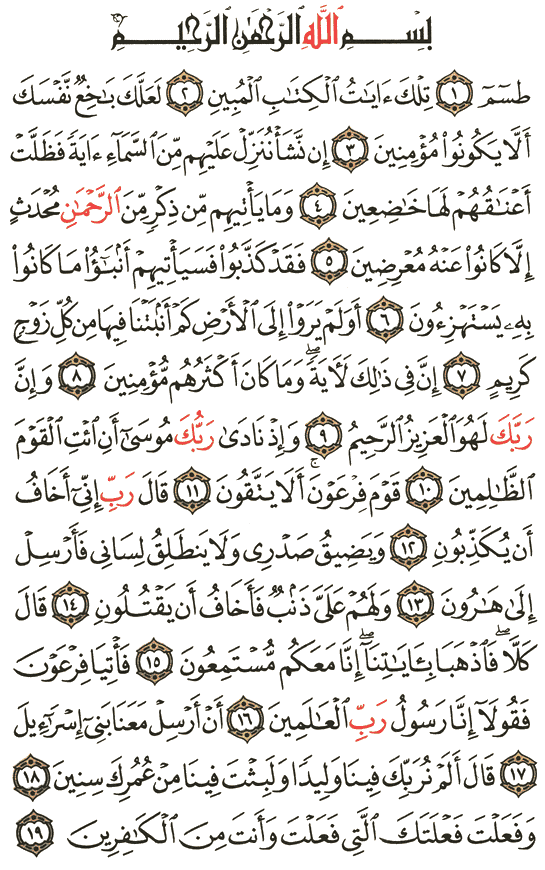 بِسْمِ ٱللَّهِ ٱلرَّحْمَٰنِ ٱلرَّحِيمِ
طسٓمٓ ١ تِلْكَ ءَايَٰتُ ٱلْكِتَٰبِ ٱلْمُبِينِ ٢ لَعَلَّكَ بَٰخِعٌ نَّفْسَكَ
أَلَّا يَكُونُوا۟ مُؤْمِنِينَ ٣ إِن نَّشَأْ نُنَزِّلْ عَلَيْهِم مِّنَ ٱلسَّمَآءِ ءَايَةً فَظَلَّتْ
أَعْنَٰقُهُمْ لَهَا خَٰضِعِينَ ٤ وَمَا يَأْتِيهِم مِّن ذِكْرٍ مِّنَ ٱلرَّحْمَٰنِ مُحْدَثٍ
إِلَّا كَانُوا۟ عَنْهُ مُعْرِضِينَ ٥ فَقَدْ كَذَّبُوا۟ فَسَيَأْتِيهِمْ أَنۢبَٰٓؤُا۟ مَا كَانُوا۟
بِهِۦ يَسْتَهْزِءُونَ ٦ أَوَلَمْ يَرَوْا۟ إِلَى ٱلْأَرْضِ كَمْ أَنۢبَتْنَا فِيهَا مِن كُلِّ زَوْجٍ
كَرِيمٍ ٧ إِنَّ فِى ذَٰلِكَ لَءَايَةً ۖ وَمَا كَانَ أَكْثَرُهُم مُّؤْمِنِينَ ٨ وَإِنَّ
رَبَّكَ لَهُوَ ٱلْعَزِيزُ ٱلرَّحِيمُ ٩ وَإِذْ نَادَىٰ رَبُّكَ مُوسَىٰٓ أَنِ ٱئْتِ ٱلْقَوْمَ
ٱلظَّٰلِمِينَ ١٠ قَوْمَ فِرْعَوْنَ ۚ أَلَا يَتَّقُونَ ١١ قَالَ رَبِّ إِنِّىٓ أَخَافُ
أَن يُكَذِّبُونِ ١٢ وَيَضِيقُ صَدْرِى وَلَا يَنطَلِقُ لِسَانِى فَأَرْسِلْ
إِلَىٰ هَٰرُونَ ١٣ وَلَهُمْ عَلَىَّ ذَنۢبٌ فَأَخَافُ أَن يَقْتُلُونِ ١٤ قَالَ
كَلَّا ۖ فَٱذْهَبَا بِـَٔايَٰتِنَآ ۖ إِنَّا مَعَكُم مُّسْتَمِعُونَ ١٥ فَأْتِيَا فِرْعَوْنَ
فَقُولَآ إِنَّا رَسُولُ رَبِّ ٱلْعَٰلَمِينَ ١٦ أَنْ أَرْسِلْ مَعَنَا بَنِىٓ إِسْرَٰٓءِيلَ
١٧ قَالَ أَلَمْ نُرَبِّكَ فِينَا وَلِيدًا وَلَبِثْتَ فِينَا مِنْ عُمُرِكَ سِنِينَ ١٨
وَفَعَلْتَ فَعْلَتَكَ ٱلَّتِى فَعَلْتَ وَأَنتَ مِنَ ٱلْكَٰفِرِينَ ١٩